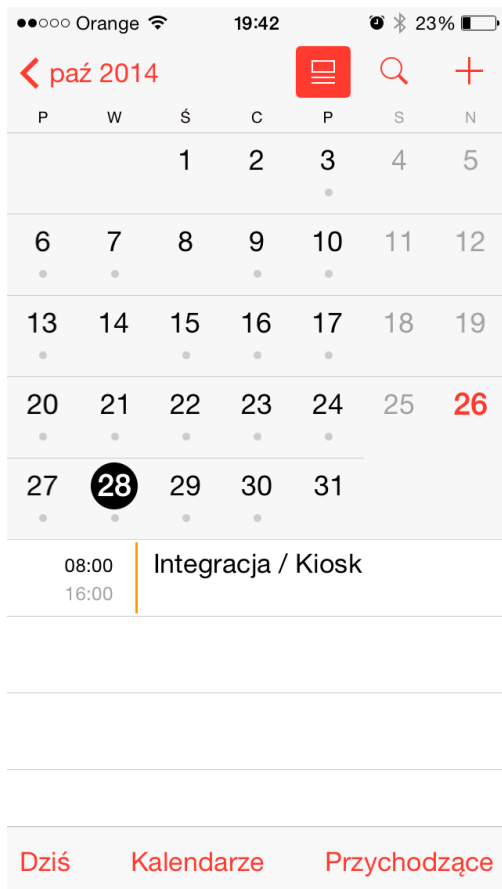 Orange 19:42 23%
paź 2014
P W Ś C P S N
1 2 3 4 5
6 7 8 9 10 11 12
13 14 15 16 17 18 19
20 21 22 23 24 25 26
27 28 29 30 31
08:00 Integracja / Kiosk
16:00
Dziś Kalendarze Przychodzące